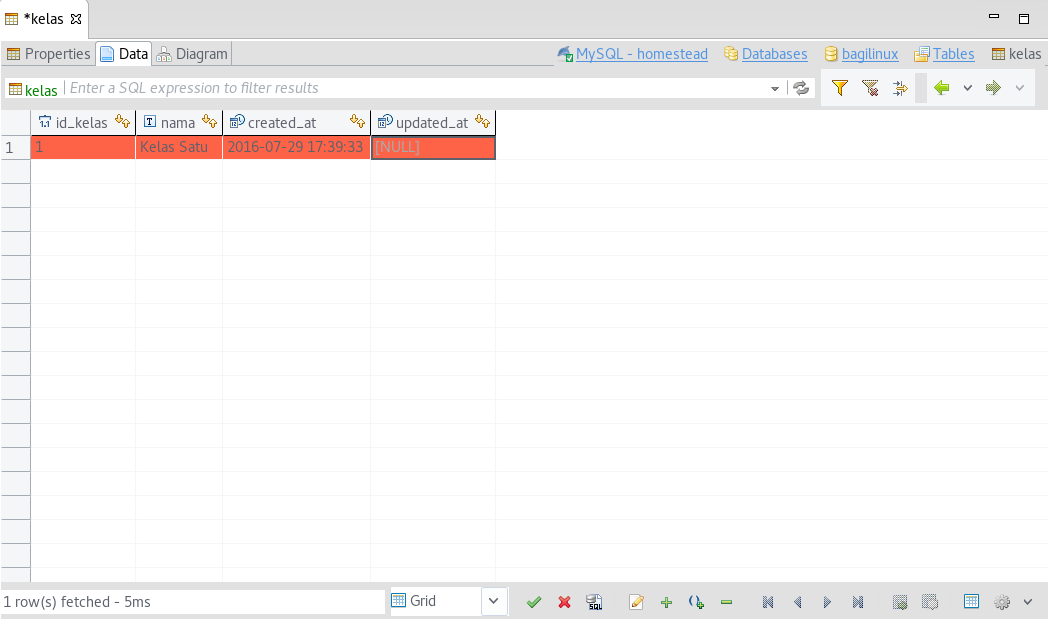 *kelas
Properties Data Diagram MySQL - homestead Databases bagilinux Tables kelas
kelas Enter a SQL expression to filter results
id_kelas nama created_at updated_at
1 1 Kelas Satu 2016-07-29 17:39:33 [NULL]
1 row(s) fetched - 5ms Grid SQL